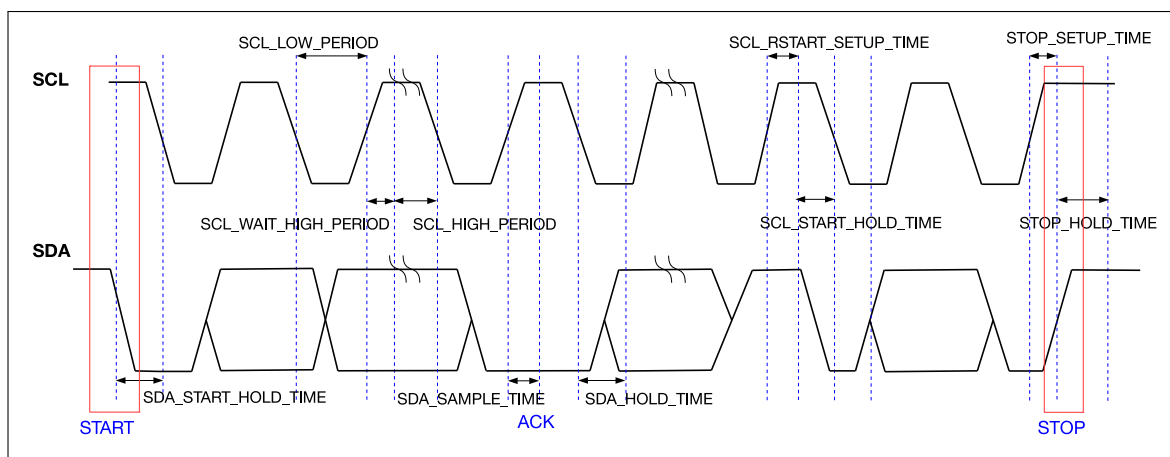 SCL_LOW_PERIOD
SCL_RSTART_SETUP_TIME
STOP_SETUP_TIME
SCL
SCL_WAIT_HIGH_PERIOD
SCL_HIGH_PERIOD
SCL_START_HOLD_TIME
STOP_HOLD_TIME
SDA
SDA_START_HOLD_TIME
SDA_SAMPLE_TIME
SDA_HOLD_TIME
START
ACK
STOP